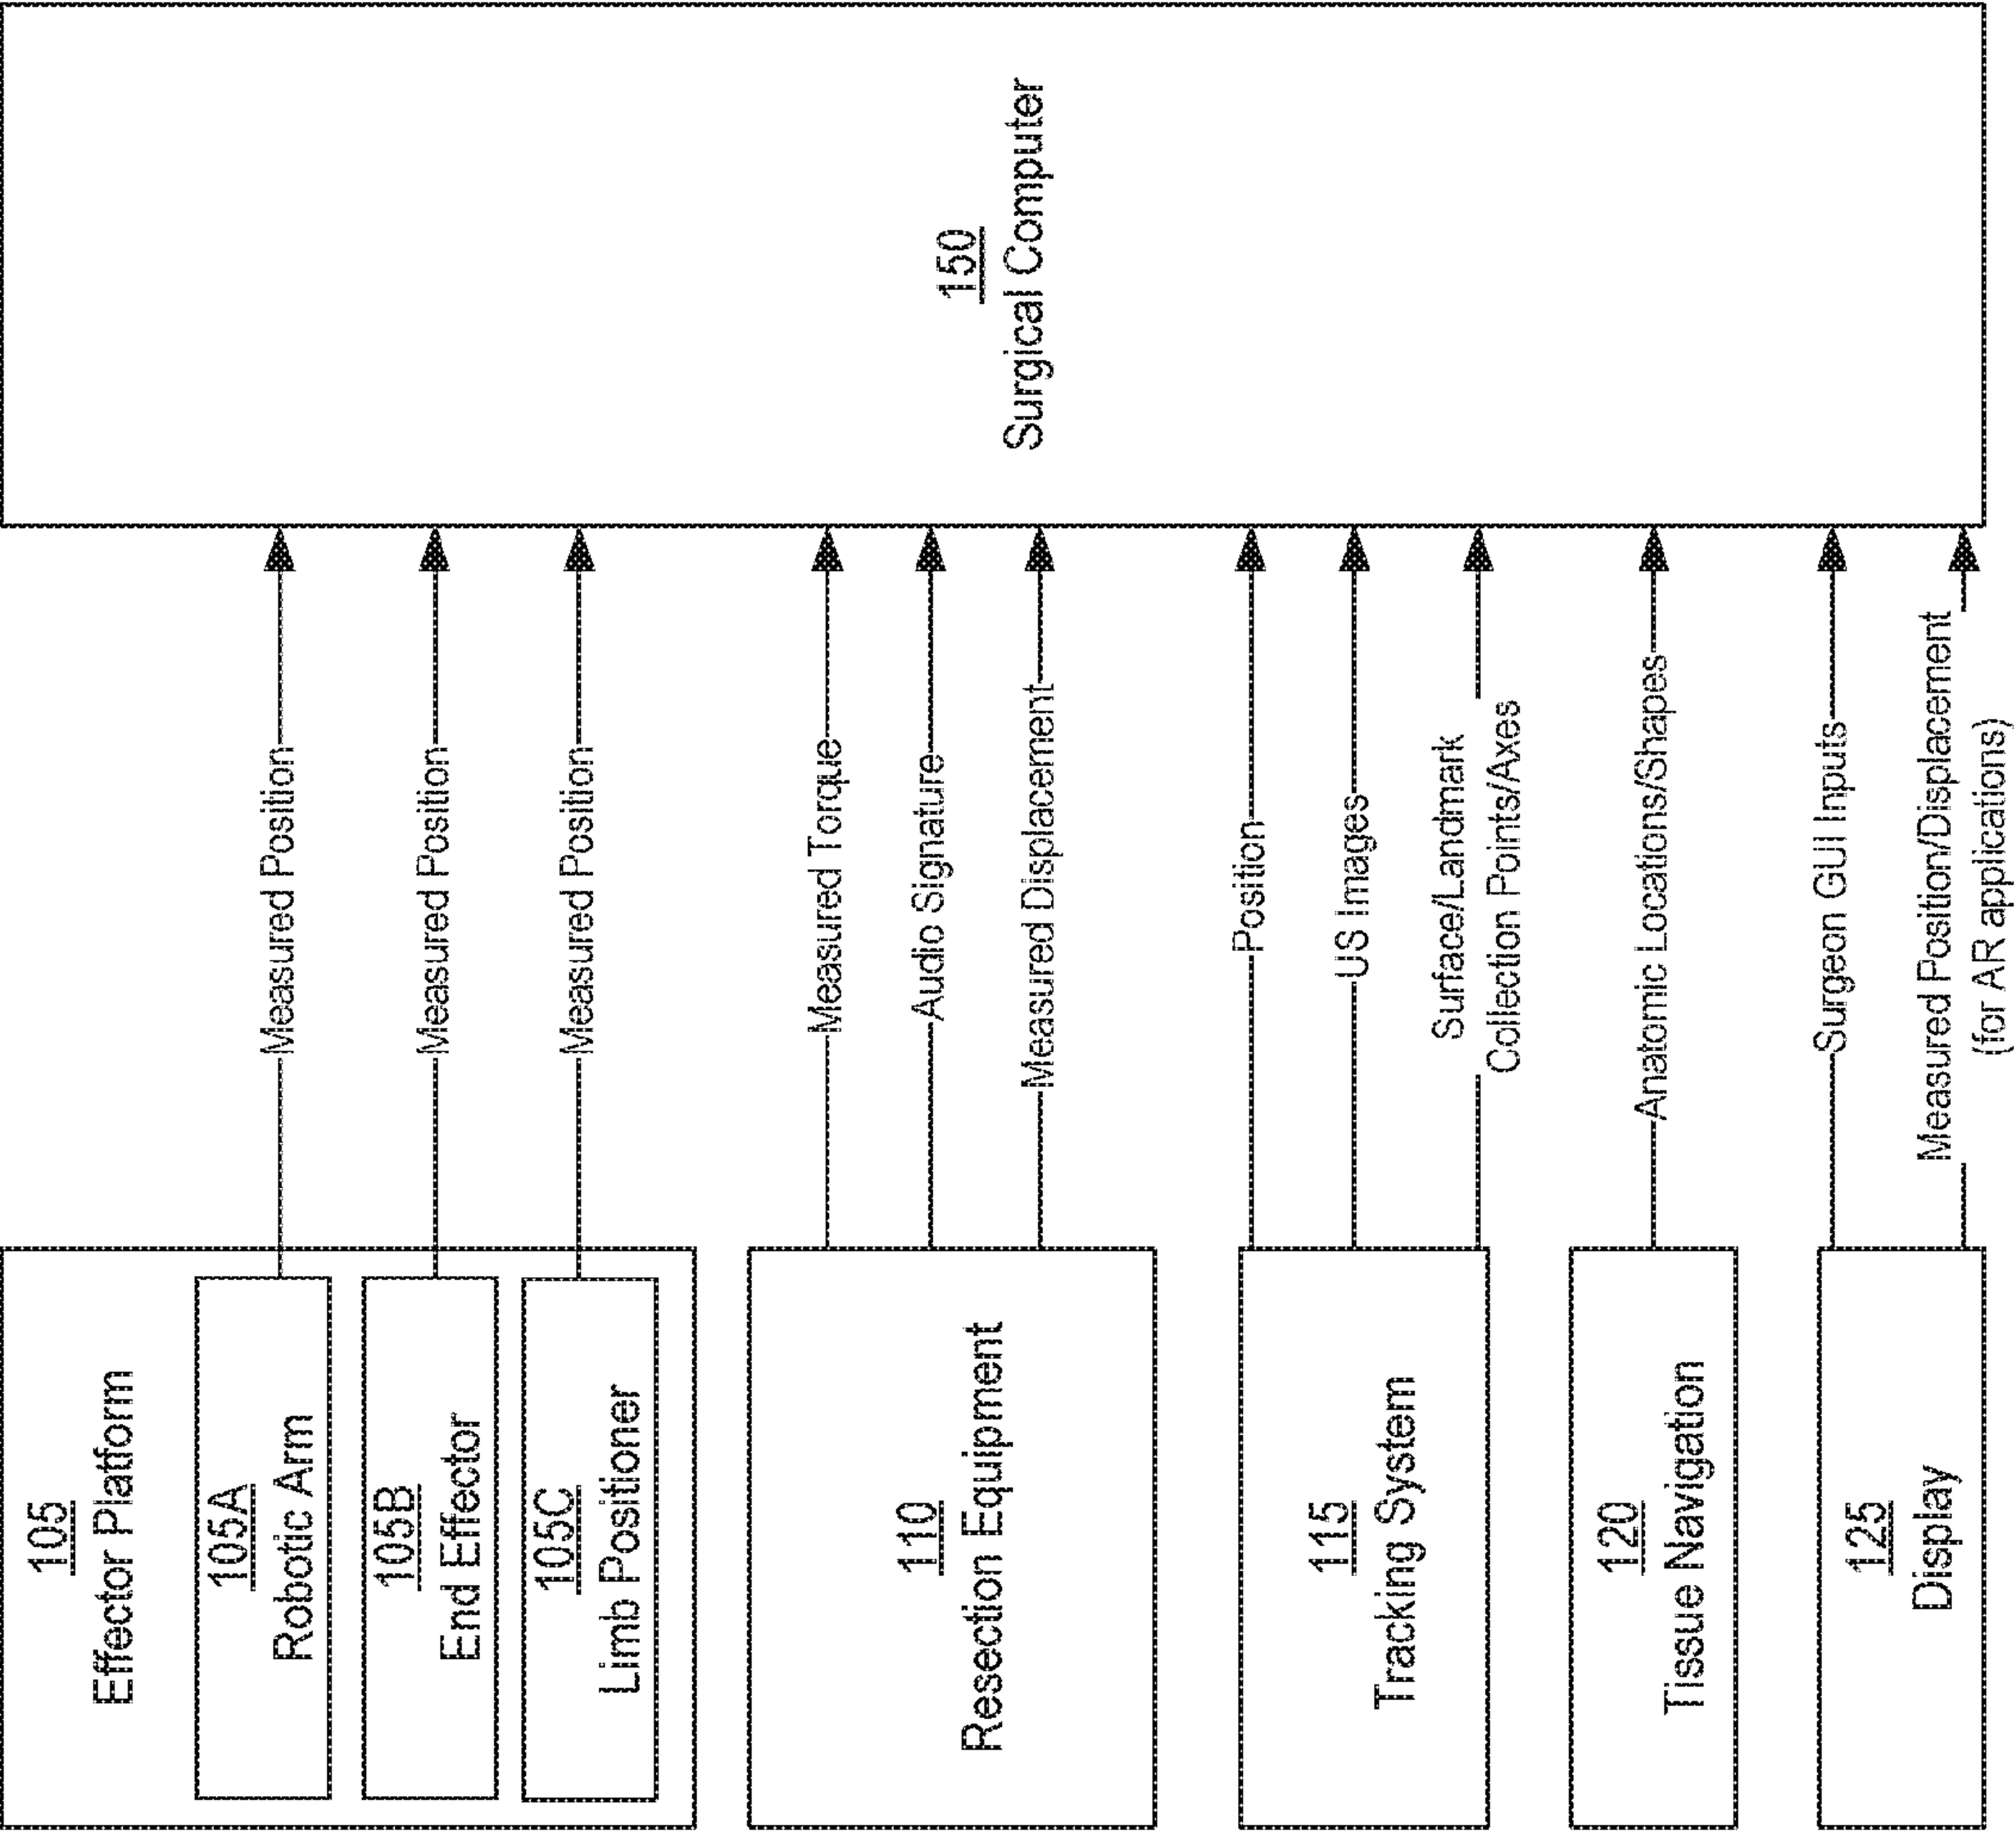 105
Effector Platform
105A
Robotic Arm
Measured Position
105B
End Effector
Measured Position
105C
Limb Positioner
Measured Position
110
Resection Equipment
Measured Torque
Audio Signature
Measured Displacement
115
Tracking System
Position
US Images
Surface/Landmark
Collection Points/Axes
120
Tissue Navigation
Anatomic Locations/Shapes
125
Display
Surgeon GUI Inputs
Measured Position/Displacement
(for AR applications)
150
Surgical Computer